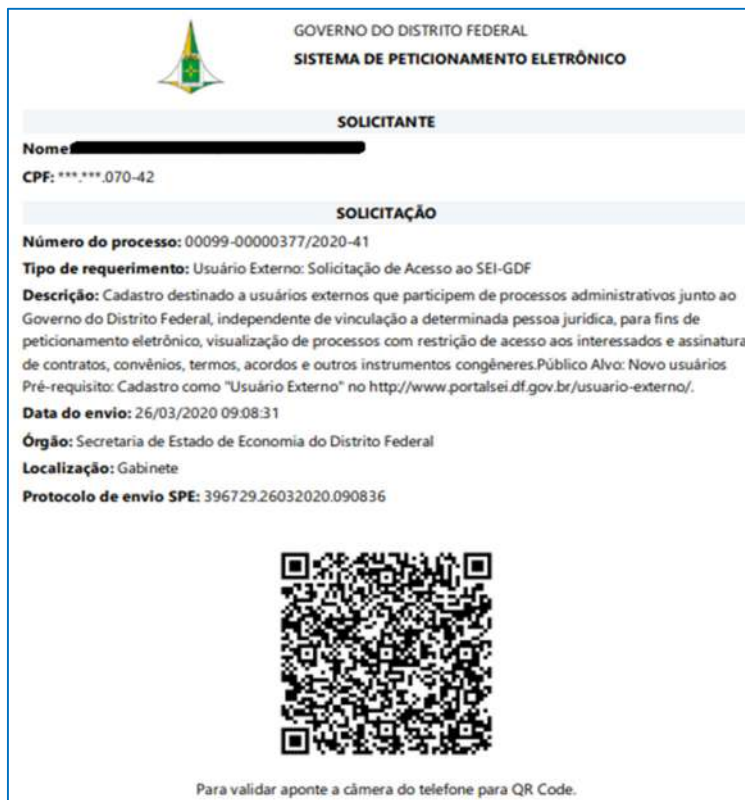 GOVERNO DO DISTRITO FEDERAL
SISTEMA DE PETICIONAMENTO ELETRÔNICO
SOLICITANTE
Nome:
CPF: ***.***.070-42
SOLICITAÇÃO
Número do processo: 00099-00000377/2020-41
Tipo de requerimento: Usuário Externo: Solicitação de Acesso ao SEI-GDF
Descrição: Cadastro destinado a usuários externos que participem de processos administrativos junto ao
Governo do Distrito Federal, independente de vinculação a determinada pessoa jurídica, para fins de
peticionamento eletrônico, visualização de processos com restrição de acesso aos interessados e assinatura
de contratos, convênios, termos, acordos e outros instrumentos congêneres.Público Alvo: Novo usuários
Pré-requisito: Cadastro como "Usuário Externo" no http://www.portalsei.df.gov.br/usuario-externo/.
Data do envio: 26/03/2020 09:08:31
Órgão: Secretaria de Estado de Economia do Distrito Federal
Localização: Gabinete
Protocolo de envio SPE: 396729.26032020.090836
Para validar aponte a câmera do telefone para QR Code.